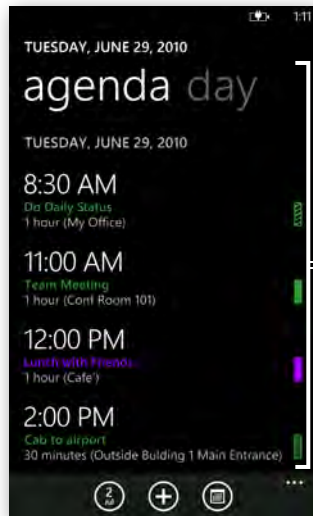 1:11
TUESDAY, JUNE 29, 2010
agenda day
TUESDAY, JUNE 29, 2010
8:30 AM
Do Daily Status
1 hour (My Office)
11:00 AM
Team Meeting
1 hour (Conf Room 101)
12:00 PM
Lunch with Friends
1 hour (Cafe')
2:00 PM
Cab to airport
30 minutes (Outside Bulding 1 Main Entrance)
2